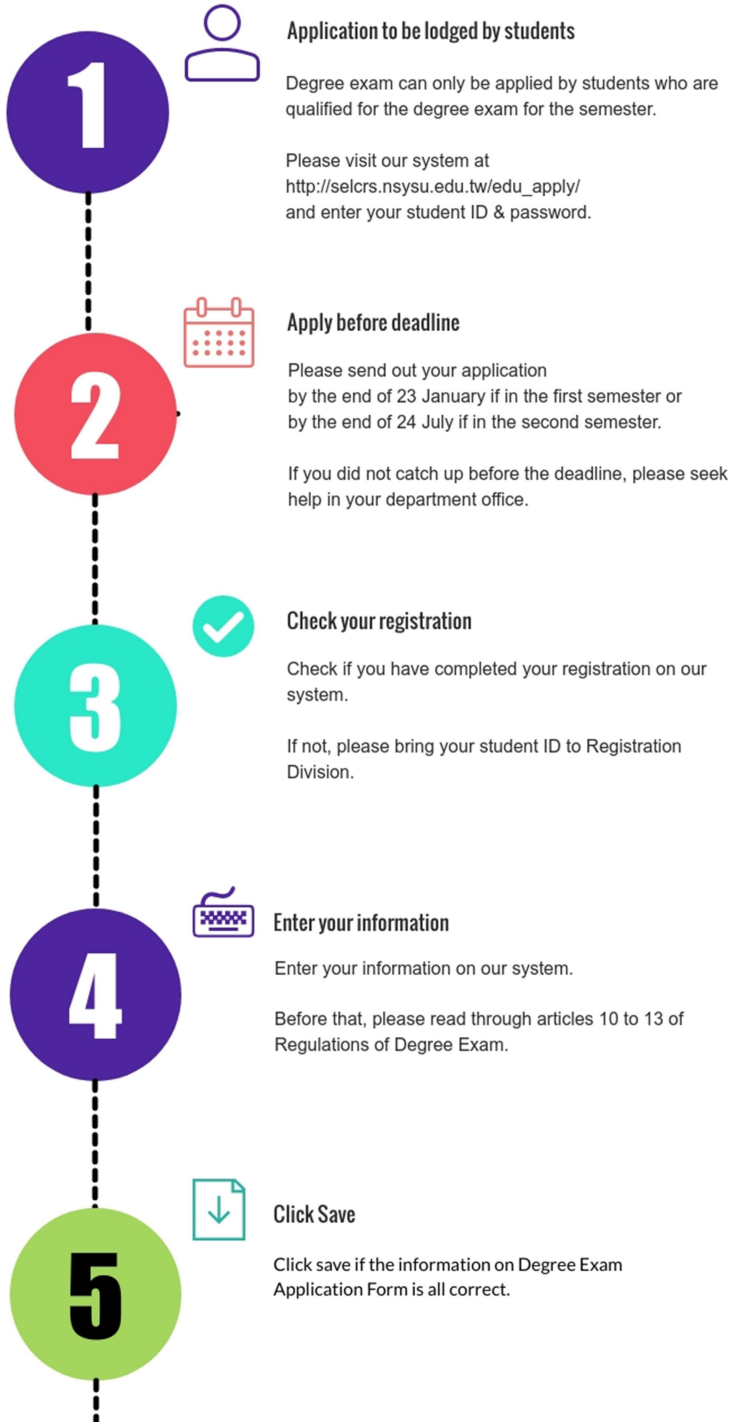 1
Application to be lodged by students
Degree exam can only be applied by students who are
qualified for the degree exam for the semester.
Please visit our system at
http://selcrs.nsysu.edu.tw/edu_apply/
and enter your student ID & password.
2
Apply before deadline
Please send out your application
by the end of 23 January if in the first semester or
by the end of 24 July if in the second semester.
If you did not catch up before the deadline, please seek
help in your department office.
3
Check your registration
Check if you have completed your registration on our
system.
If not, please bring your student ID to Registration
Division.
4
Enter your information
Enter your information on our system.
Before that, please read through articles 10 to 13 of
Regulations of Degree Exam.
5
Click Save
Click save if the information on Degree Exam
Application Form is all correct.